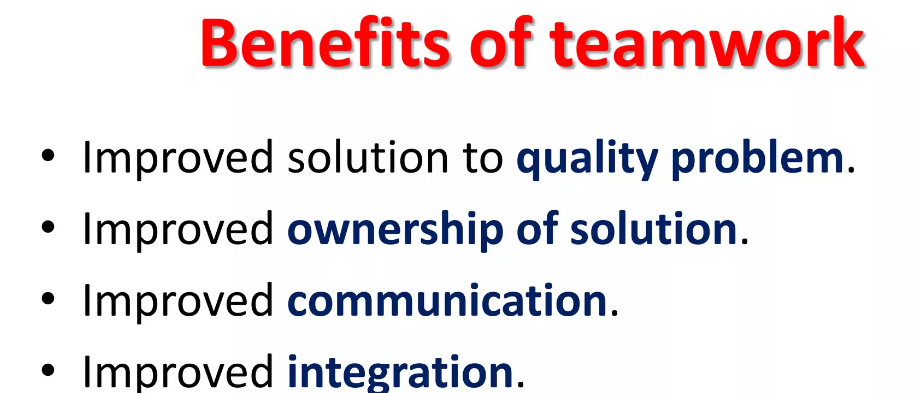 Benefits of teamwork
• Improved solution to quality problem.
• Improved ownership of solution.
• Improved communication.
• Improved integration.